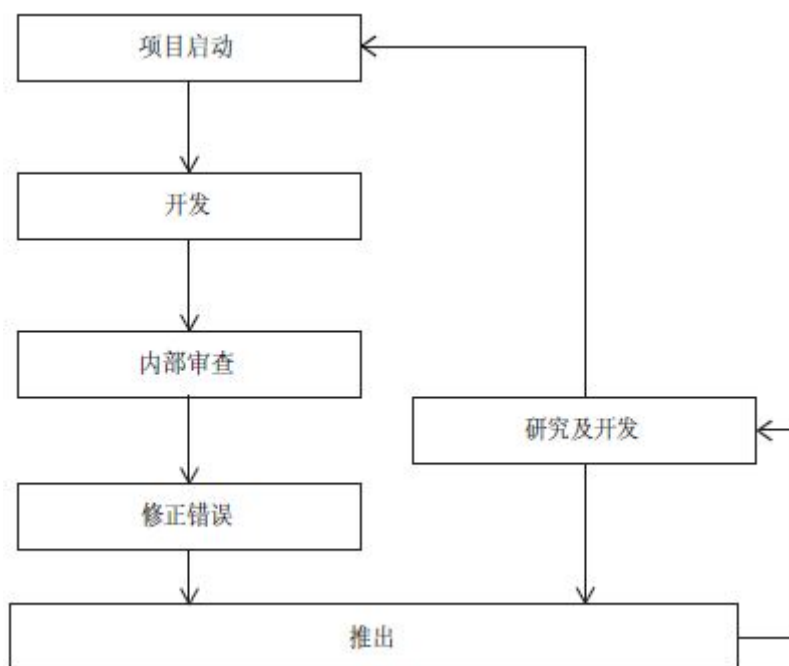 项目启动
开发
内部审查
研究及开发
修正错误
推出